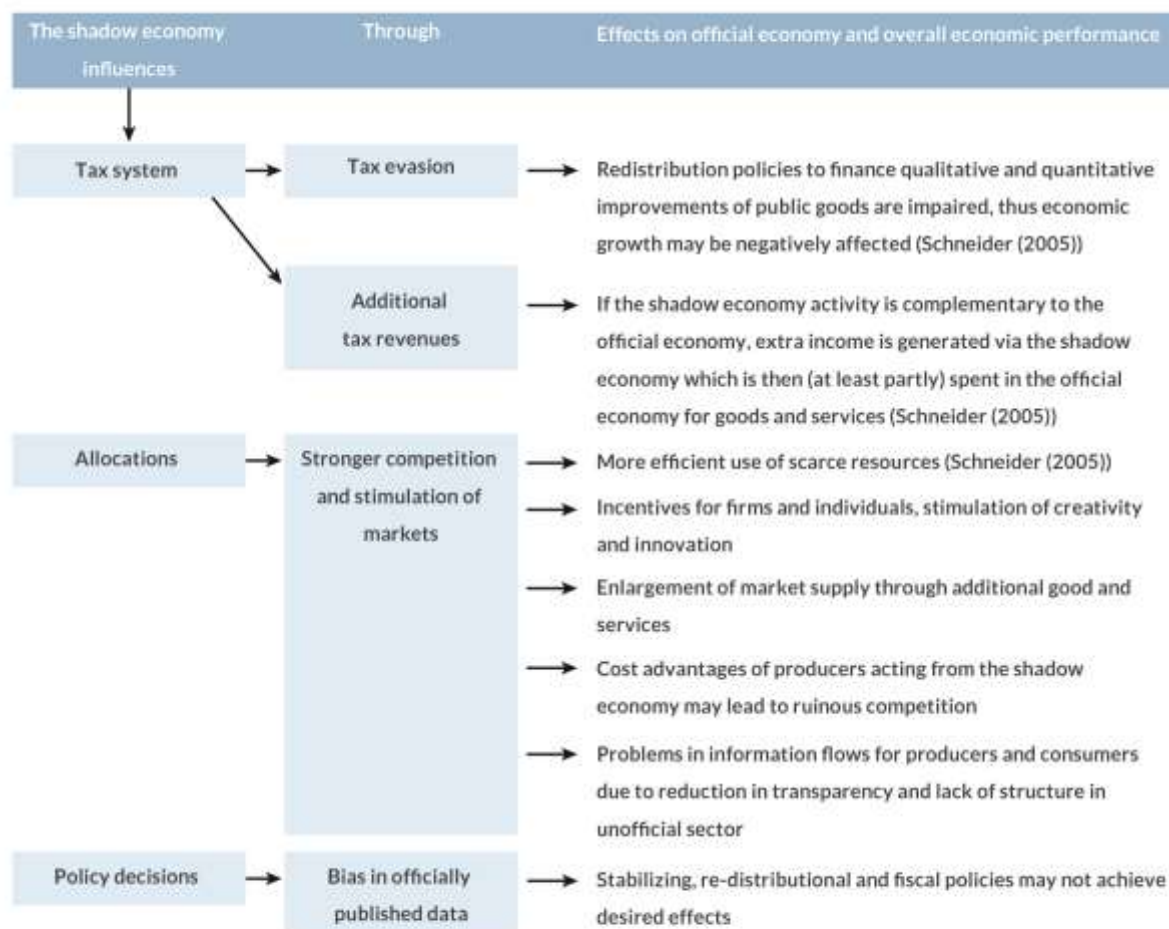 The shadow economy
influences
Through
Effects on official economy and overall economic performance
Tax system
Tax evasion
Redistribution policies to finance qualitative and quantitative
improvements of public goods are impaired, thus economic
growth may be negatively affected (Schneider (2005))
Additional
tax revenues
If the shadow economy activity is complementary to the
official economy, extra income is generated via the shadow
economy which is then (at least partly) spent in the official
economy for goods and services (Schneider (2005))
Allocations
Stronger competition
and stimulation of
markets
More efficient use of scarce resources (Schneider (2005))
Incentives for firms and individuals, stimulation of creativity
and innovation
Enlargement of market supply through additional good and
services
Cost advantages of producers acting from the shadow
economy may lead to ruinous competition
Problems in information flows for producers and consumers
due to reduction in transparency and lack of structure in
unofficial sector
Policy decisions
Bias in officially
published data
Stabilizing, re-distributional and fiscal policies may not achieve
desired effects